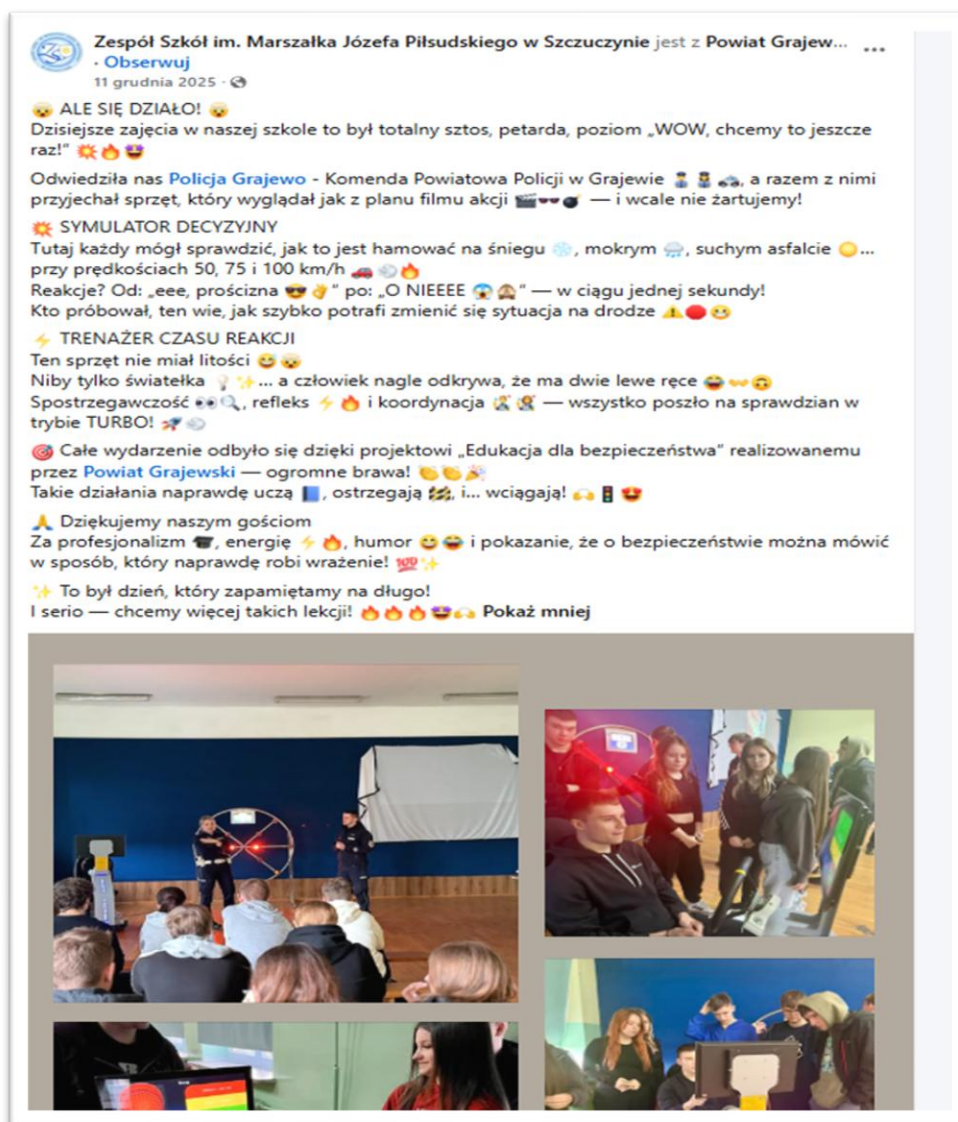 Zespół Szkół im. Marszałka Józefa Piłsudskiego w Szczuczynie jest z Powiat Grajew... ...
· Obserwuj
11 grudnia 2025 ·
🤯 ALE SIĘ DZIAŁO! 🤯
Dzisiejsze zajęcia w naszej szkole to był totalny sztos, petarda, poziom „WOW, chcemy to jeszcze
raz!” 💥🔥🤩
Odwiedziła nas Policja Grajewo - Komenda Powiatowa Policji w Grajewie 👮‍♂️ 👮‍♀️ 🚓, a razem z nimi
przyjechał sprzęt, który wyglądał jak z planu filmu akcji 🎬🕶️💣 — i wcale nie żartujemy!
💥 SYMULATOR DECYZYJNY
Tutaj każdy mógł sprawdzić, jak to jest hamować na śniegu ❄️, mokrym 🌧️, suchym asfalcie 🌕...
przy prędkościach 50, 75 i 100 km/h 🚗💨🔥
Reakcje? Od: „eee, prościzna 😎👌” po: „O NIEEEE 😱🙈” — w ciągu jednej sekundy!
Kto próbował, ten wie, jak szybko potrafi zmienić się sytuacja na drodze ⚠️🛑😬
⚡ TRENAŻER CZASU REAKCJI
Ten sprzęt nie miał litości 😅🤯
Niby tylko światełka 💡✨... a człowiek nagle odkrywa, że ma dwie lewe ręce 😂👐🙃
Spostrzegawczość 👀🔍, refleks ⚡🔥 i koordynacja 🤾‍♂️🤾‍♀️ — wszystko poszło na sprawdzian w
trybie TURBO! 🚀💨
🎯 Całe wydarzenie odbyło się dzięki projektowi „Edukacja dla bezpieczeństwa” realizowanemu
przez Powiat Grajewski — ogromne brawa! 👏👏🎉
Takie działania naprawdę uczą 📘, ostrzegają 🚧, i... wciągają! 🙌🚦🤩
🙏 Dziękujemy naszym gościom
Za profesjonalizm 🎓, energię ⚡🔥, humor 😄😂 i pokazanie, że o bezpieczeństwie można mówić
w sposób, który naprawdę robi wrażenie! 💯✨
✨ To był dzień, który zapamiętamy na długo!
I serio — chcemy więcej takich lekcji! 🔥🔥🔥🤩🙌 Pokaż mniej